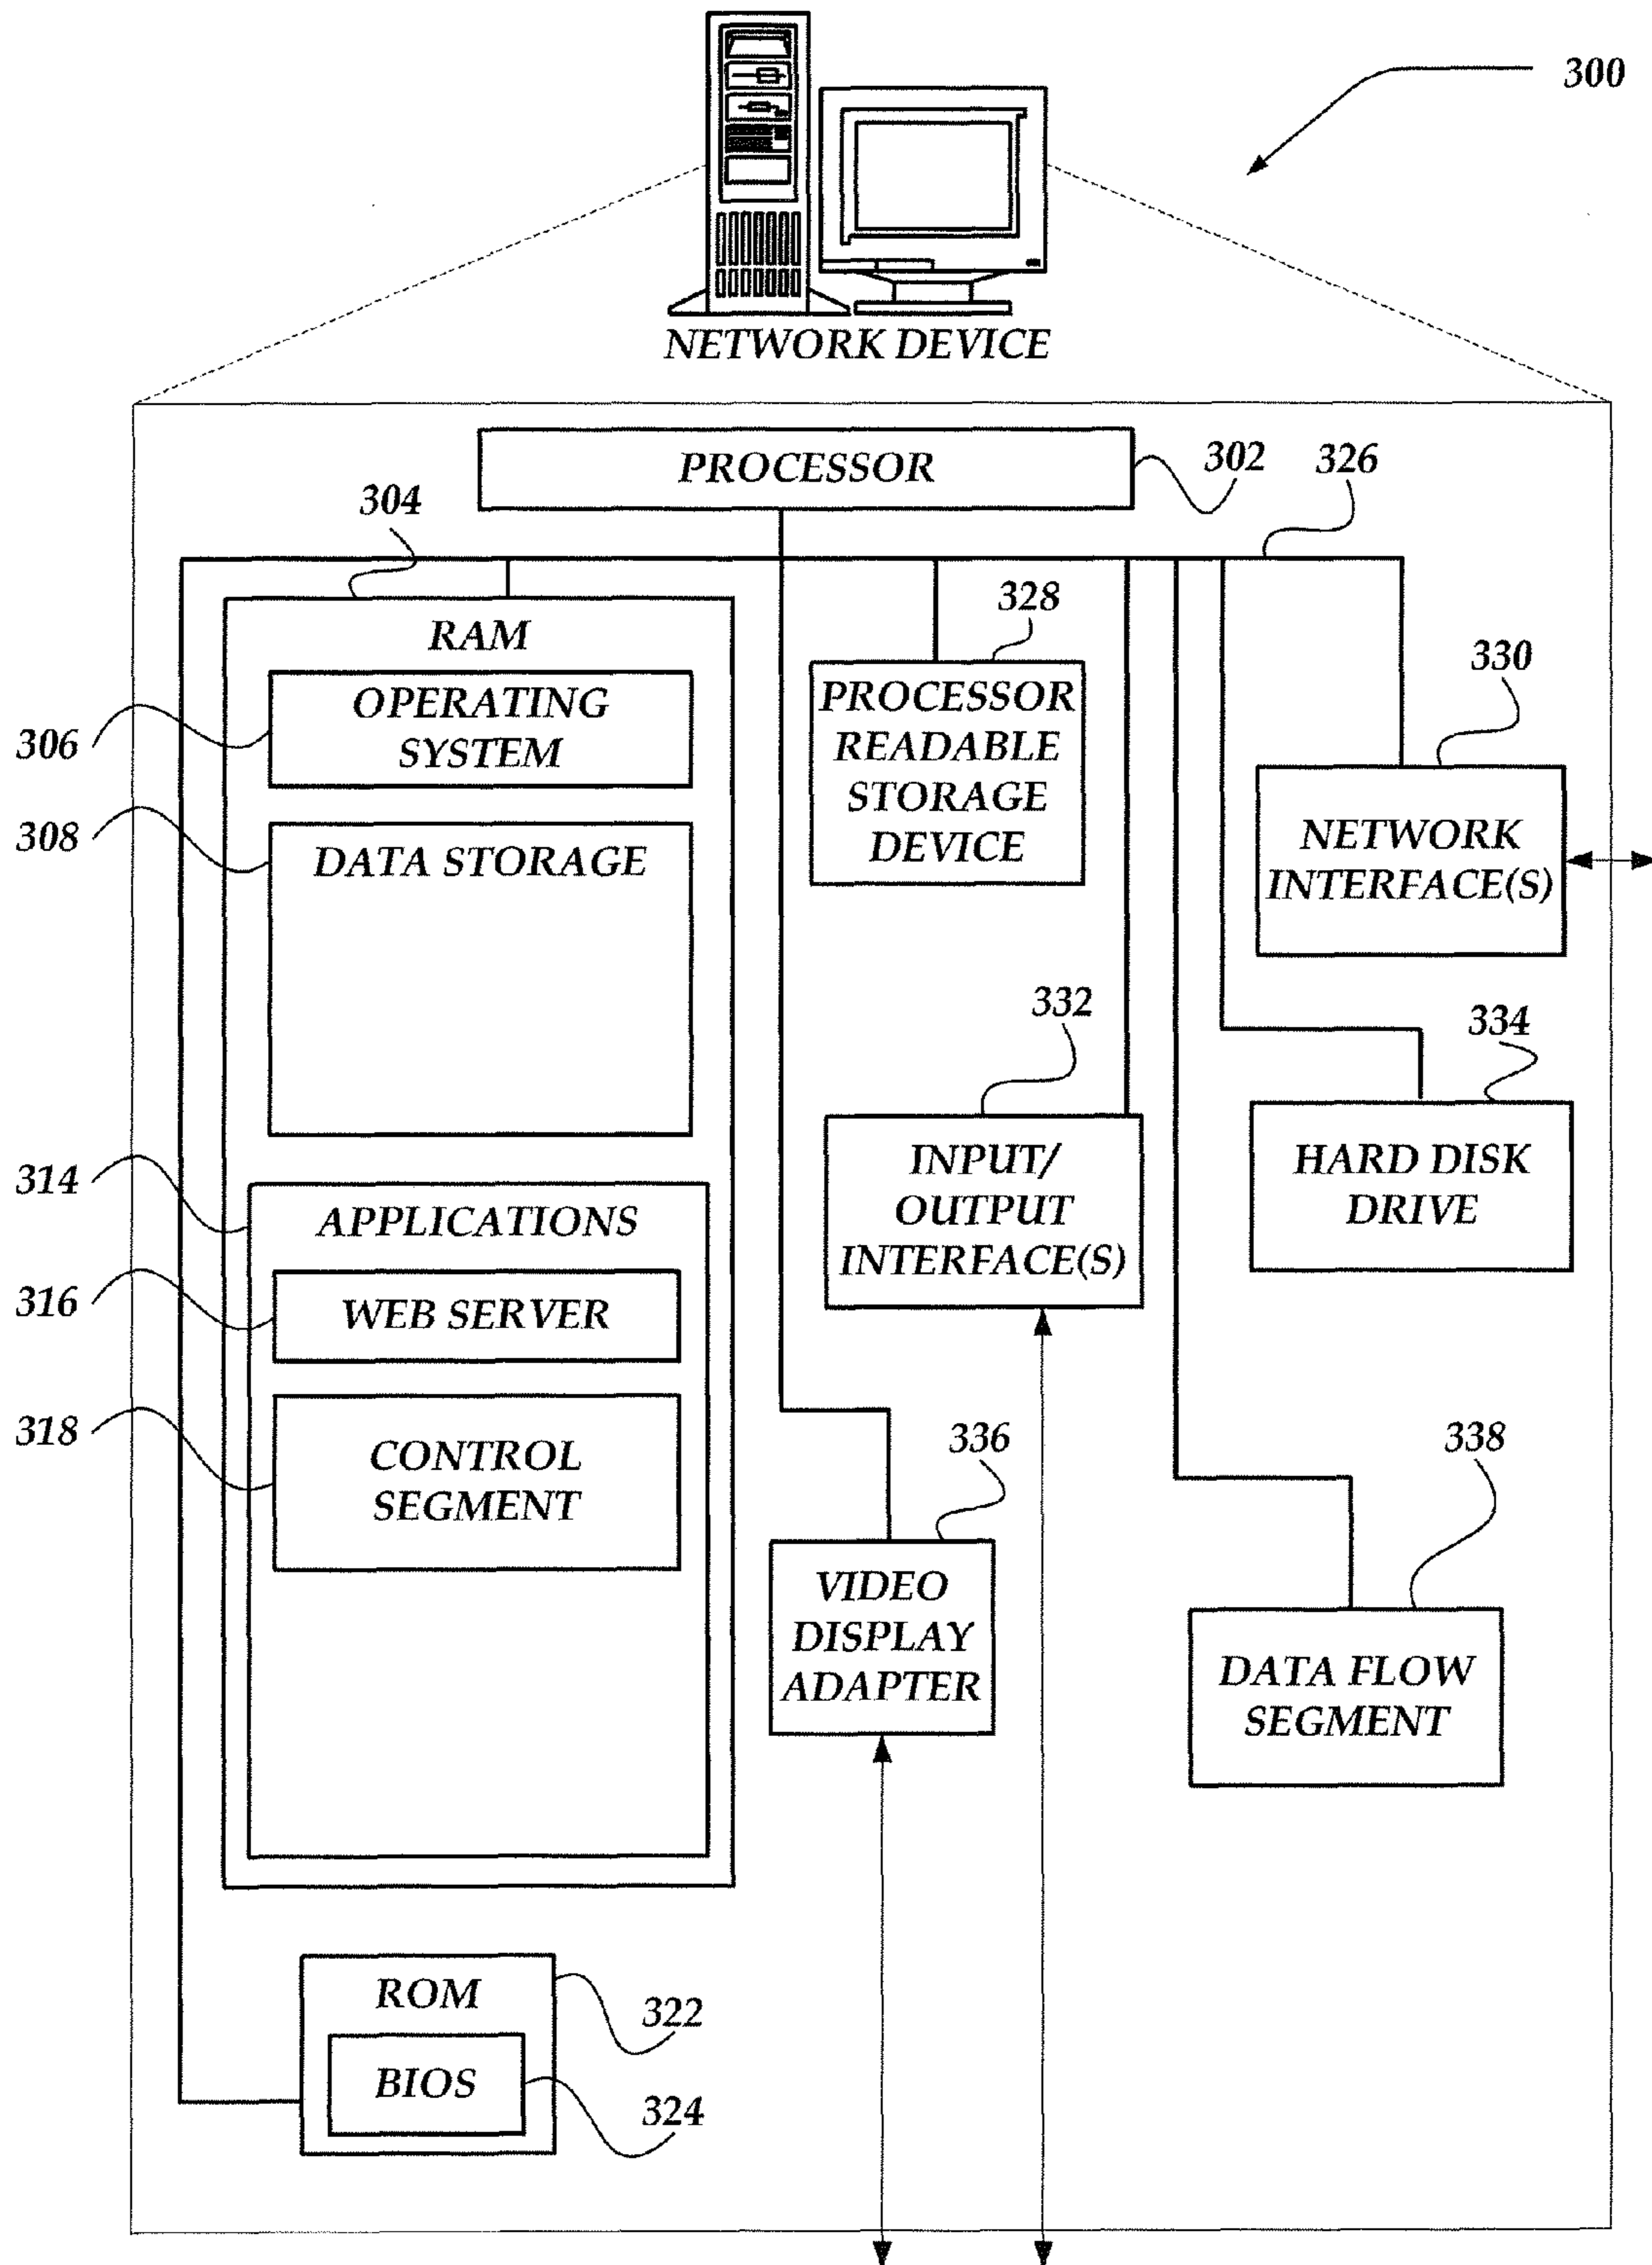 300
NETWORK DEVICE
PROCESSOR
302
326
304
RAM
328
OPERATING
SYSTEM
306
PROCESSOR
READABLE
STORAGE
DEVICE
330
308
DATA STORAGE
NETWORK
INTERFACE(S)
332
334
314
APPLICATIONS
INPUT/
OUTPUT
INTERFACE(S)
HARD DISK
DRIVE
316
WEB SERVER
318
CONTROL
SEGMENT
336
338
VIDEO
DISPLAY
ADAPTER
DATA FLOW
SEGMENT
ROM
322
BIOS
324